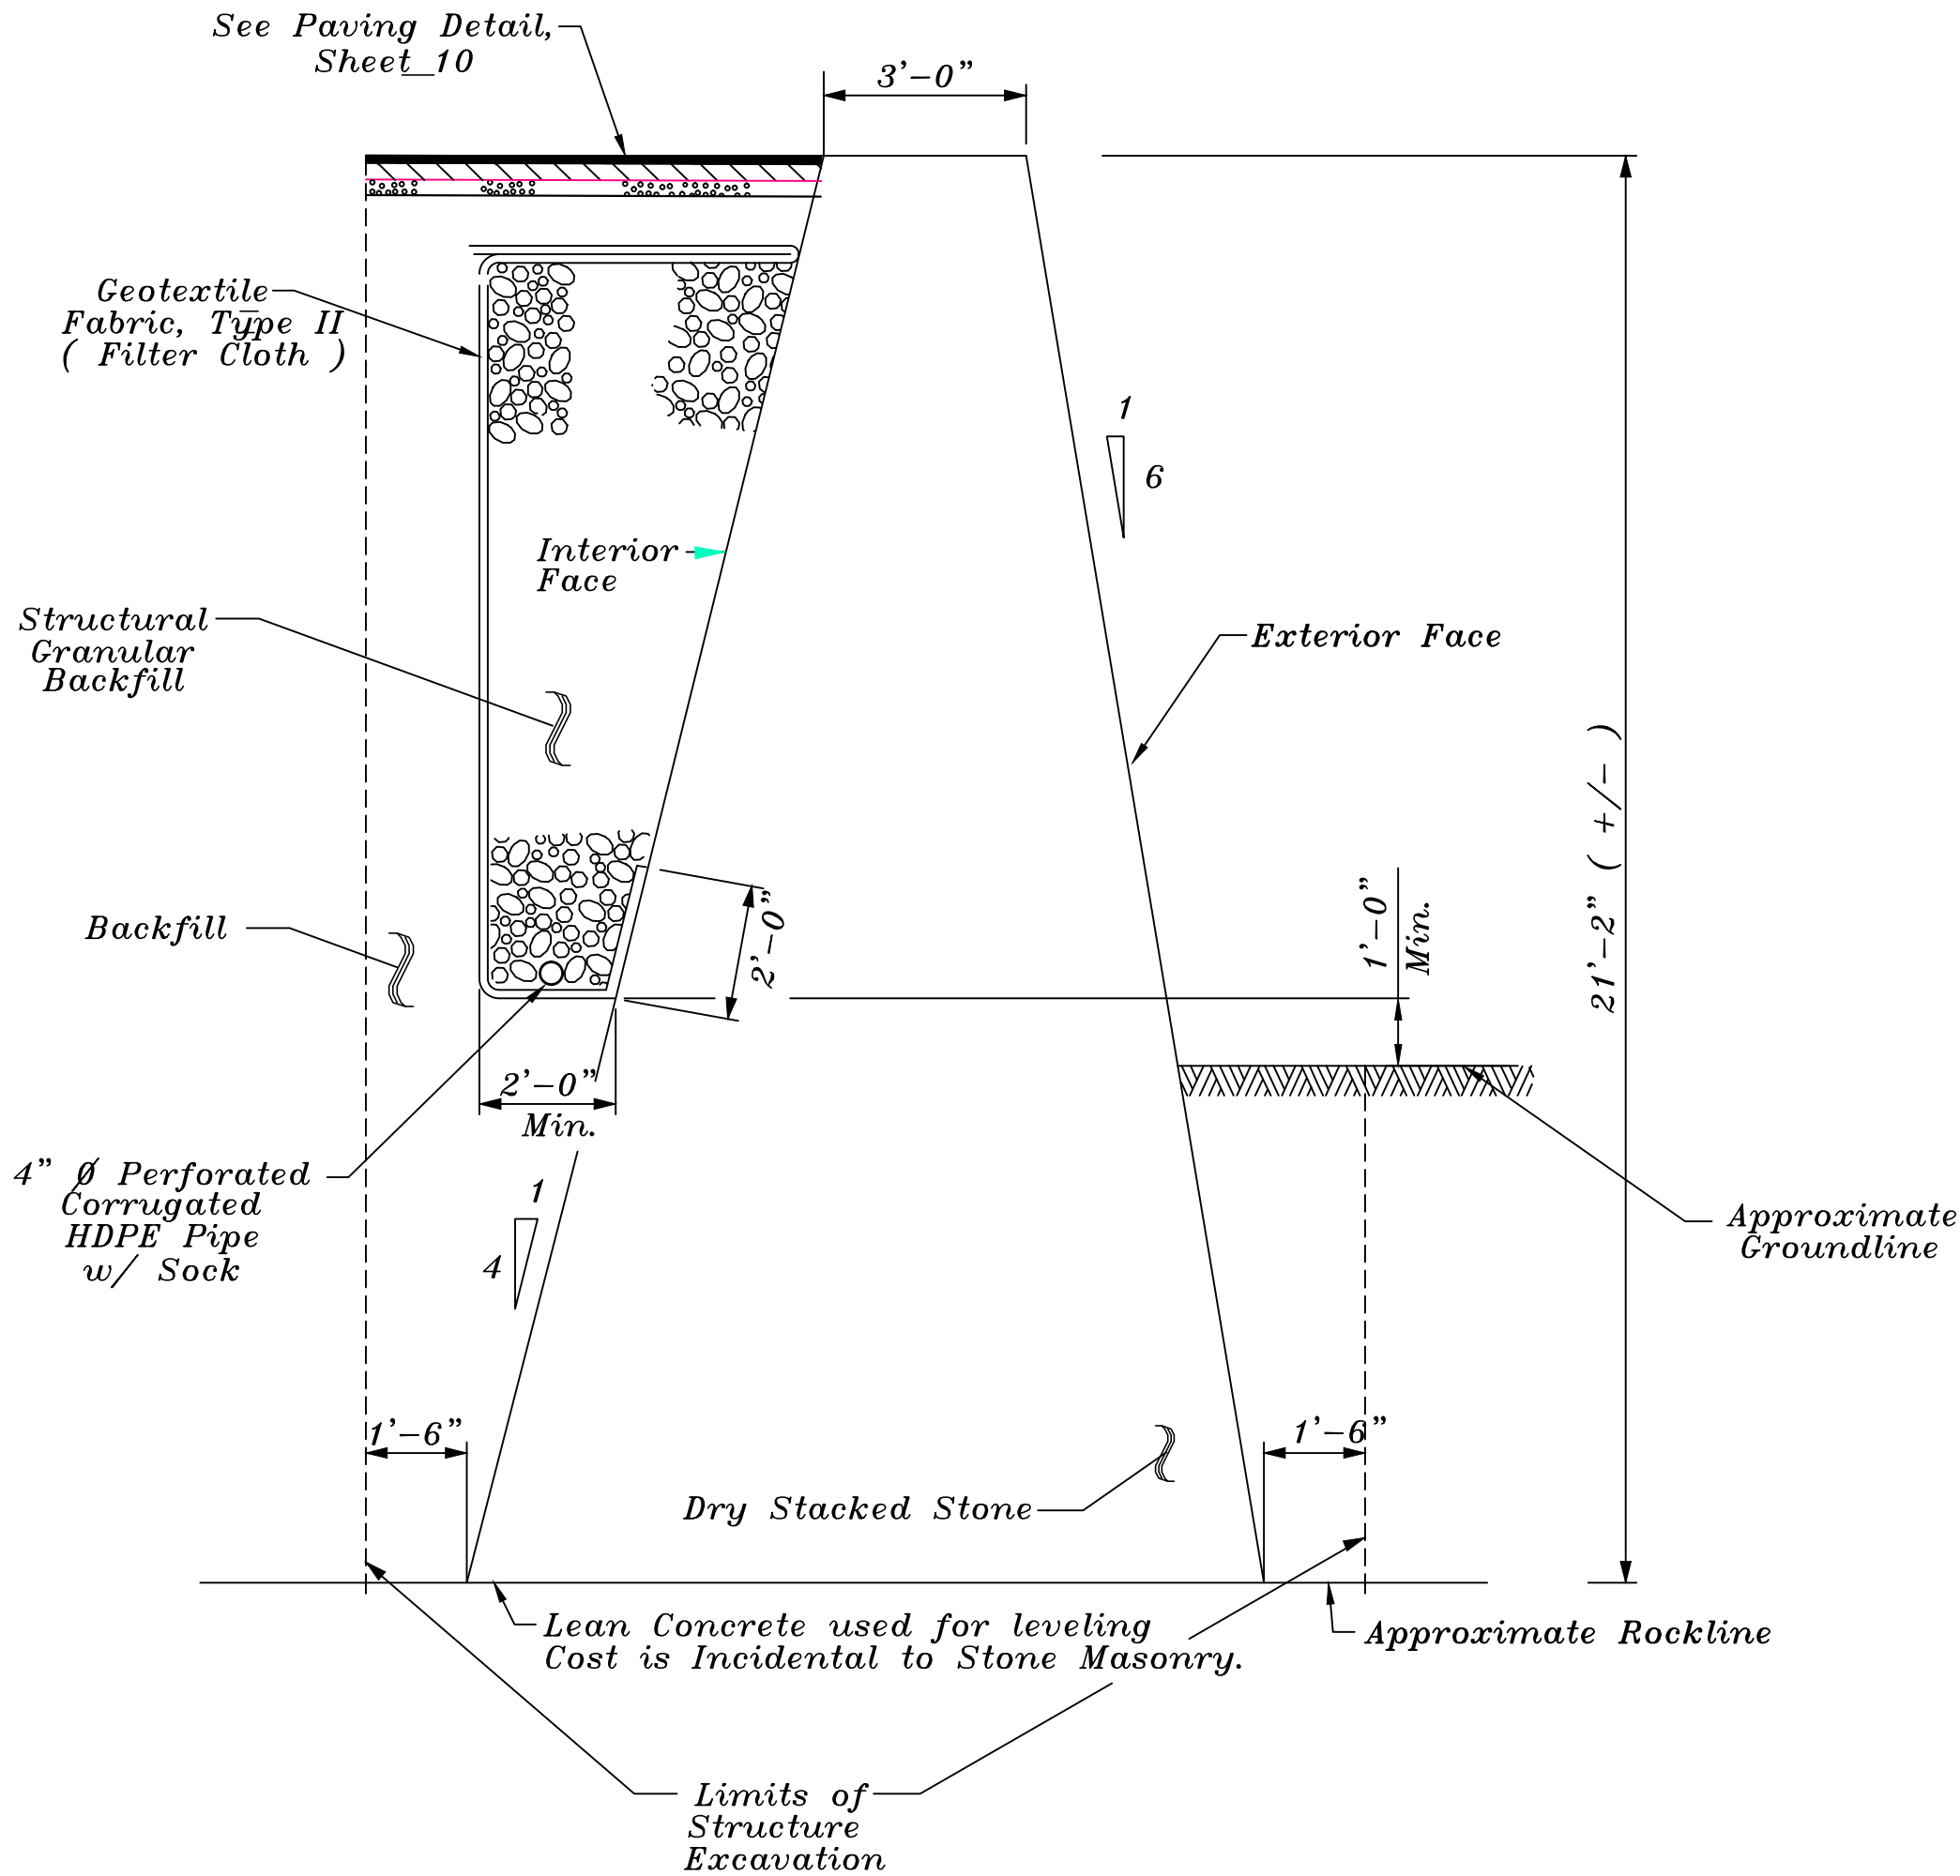 See Paving Detail,
Sheet 10
3'-0"
Geotextile
Fabric, Type II
( Filter Cloth )
1
6
Interior
Face
Structural
Granular
Backfill
Exterior Face
21'-2" ( +/- )
Backfill
2'-0"
1'-0"
Min.
2'-0"
Min.
4" Ø Perforated
Corrugated
HDPE Pipe
w/ Sock
1
4
Approximate
Groundline
1'-6"
1'-6"
Dry Stacked Stone
Lean Concrete used for leveling
Cost is Incidental to Stone Masonry.
Approximate Rockline
Limits of
Structure
Excavation